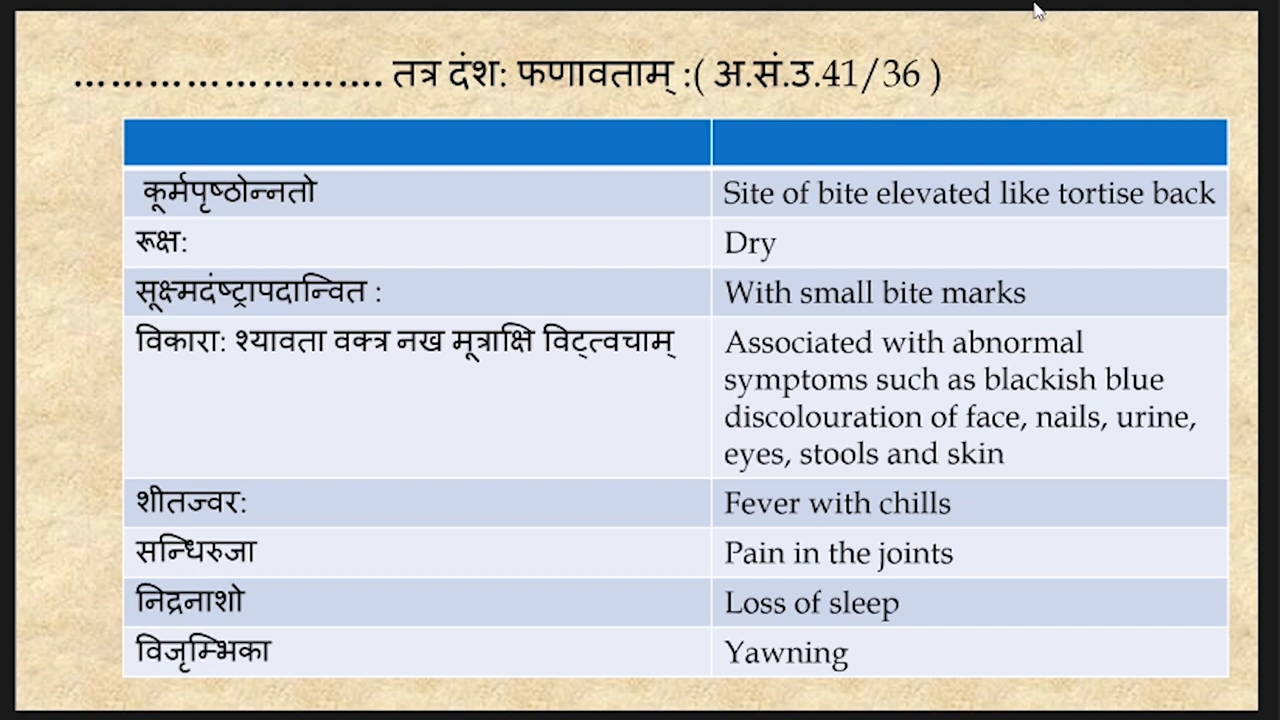 ........................ तत्र दंश: फणावताम् :( अ.सं.उ.41/36 )
कूर्मपृष्ठोन्नतो
Site of bite elevated like tortise back
रूक्ष:
Dry
सूक्ष्मदंष्ट्रापदान्वित :
With small bite marks
विकारा: श्यावता वक्त्र नख मूत्राक्षि विट्त्वचाम्
Associated with abnormal
symptoms such as blackish blue
discolouration of face, nails, urine,
eyes, stools and skin
शीतज्वर:
Fever with chills
सन्धिरुजा
Pain in the joints
निद्रनाशो
Loss of sleep
विजृम्भिका
Yawning